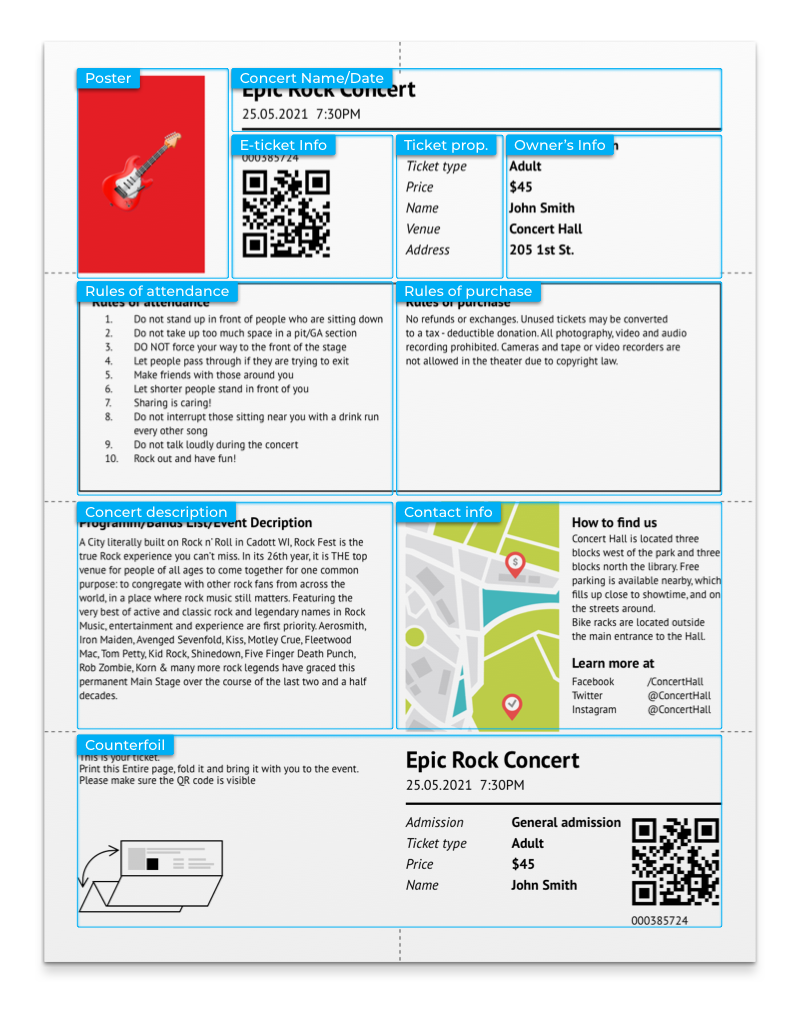 Poster
Concert Name/Date
Epic Rock Concert
25.05.2021 7:30PM
E-ticket Info
000385724
Ticket prop.
Owner's Info
Ticket type Adult
Price $45
Name John Smith
Venue Concert Hall
Address 205 1st St.
Rules of attendance
Rules of attendance
1. Do not stand up in front of people who are sitting down
2. Do not take up too much space in a pit/GA section
3. DO NOT force your way to the front of the stage
4. Let people pass through if they are trying to exit
5. Make friends with those around you
6. Let shorter people stand in front of you
7. Sharing is caring!
8. Do not interrupt those sitting near you with a drink run
every other song
9. Do not talk loudly during the concert
10. Rock out and have fun!
Rules of purchase
Rules of purchase
No refunds or exchanges. Unused tickets may be converted
to a tax - deductible donation. All photography, video and audio
recording prohibited. Cameras and tape or video recorders are
not allowed in the theater due to copyright law.
Concert description
Programm/Bands List/Event Decription
A City literally built on Rock n' Roll in Cadott WI, Rock Fest is the
true Rock experience you can't miss. In its 26th year, it is THE top
venue for people of all ages to come together for one common
purpose: to congregate with other rock fans from across the
world, in a place where rock music still matters. Featuring the
very best of active and classic rock and legendary names in Rock
Music, entertainment and experience are first priority. Aerosmith,
Iron Maiden, Avenged Sevenfold, Kiss, Motley Crue, Fleetwood
Mac, Tom Petty, Kid Rock, Shinedown, Five Finger Death Punch,
Rob Zombie, Korn & many more rock legends have graced this
permanent Main Stage over the course of the last two and a half
decades.
Contact info
$
How to find us
Concert Hall is located three
blocks west of the park and three
blocks north the library. Free
parking is available nearby, which
fills up close to showtime, and on
the streets around.
Bike racks are located outside
the main entrance to the Hall.
Learn more at
Facebook /ConcertHall
Twitter @ConcertHall
Instagram @ConcertHall
Counterfoil
This is your ticket.
Print this Entire page, fold it and bring it with you to the event.
Please make sure the QR code is visible
Epic Rock Concert
25.05.2021 7:30PM
Admission General admission
Ticket type Adult
Price $45
Name John Smith
000385724